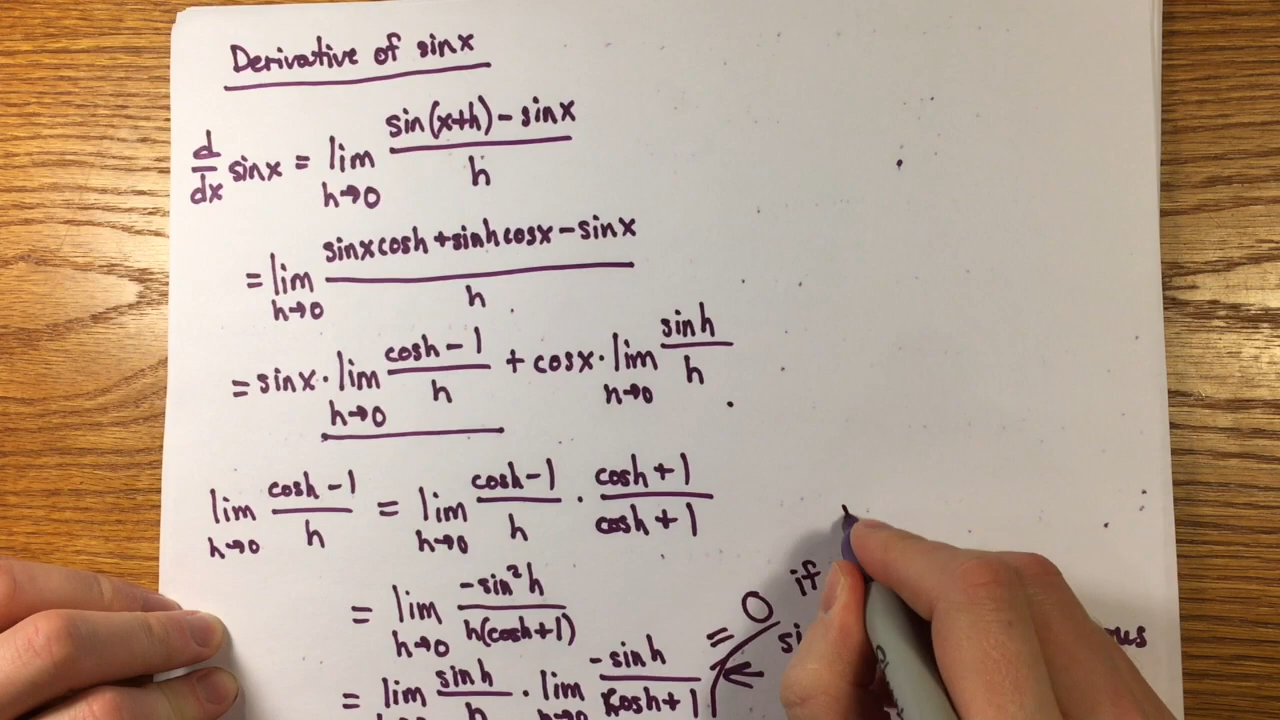 Derivative of sinx
d/dx sinx = lim h→0 (sin(x+h) - sinx)/h
= lim h→0 (sinxcosh + sinhcosx - sinx)/h
= sinx · lim h→0 (cosh - 1)/h + cosx · lim h→0 sinh/h
lim h→0 (cosh - 1)/h = lim h→0 (cosh - 1)/h · (cosh + 1)/(cosh + 1)
= lim h→0 -sin²h/(h(cosh+1))
= lim h→0 sinh/h · lim h→0 -sinh/(cosh+1) = 0
if